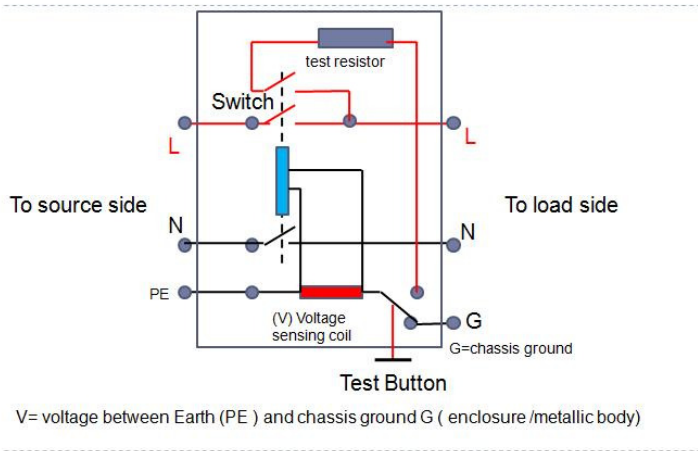 test resistor
Switch
L
L
To source side
To load side
N
N
PE
(V) Voltage
sensing coil
G
G=chassis ground
Test Button
V= voltage between Earth (PE ) and chassis ground G ( enclosure /metallic body)